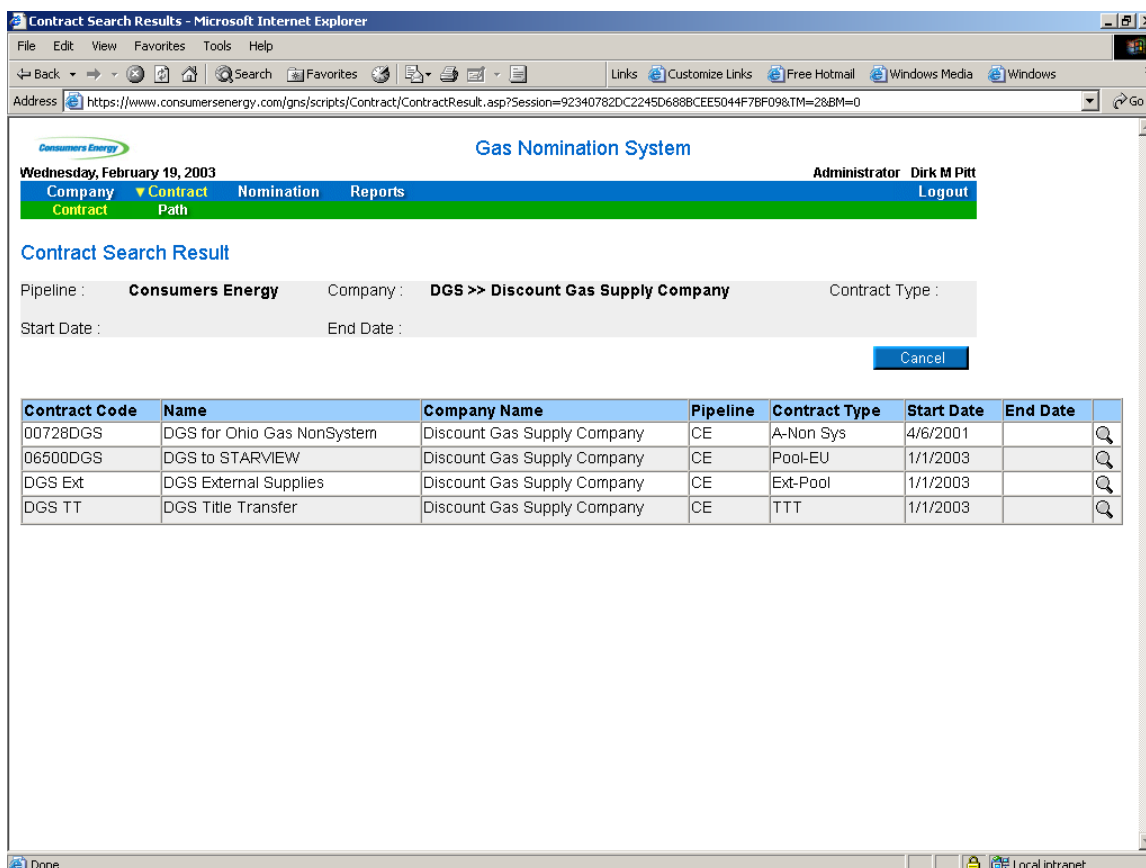 Contract Search Results - Microsoft Internet Explorer
File Edit View Favorites Tools Help
Back Search Favorites Links Customize Links Free Hotmail Windows Media Windows
Address https://www.consumersenergy.com/gns/scripts/Contract/ContractResult.asp?Session=92340782DC2245D688BCEE5044F7BF09&TM=2&BM=0 Go
Consumers Energy Gas Nomination System
Wednesday, February 19, 2003 Administrator Dirk M Pitt
Company Contract Nomination Reports Logout
Contract Path
Contract Search Result
Pipeline : Consumers Energy Company : DGS >> Discount Gas Supply Company Contract Type :
Start Date : End Date :
Cancel
Contract Code Name Company Name Pipeline Contract Type Start Date End Date
00728DGS DGS for Ohio Gas NonSystem Discount Gas Supply Company CE A-Non Sys 4/6/2001
06500DGS DGS to STARVIEW Discount Gas Supply Company CE Pool-EU 1/1/2003
DGS Ext DGS External Supplies Discount Gas Supply Company CE Ext-Pool 1/1/2003
DGS TT DGS Title Transfer Discount Gas Supply Company CE TTT 1/1/2003
Done Local intranet